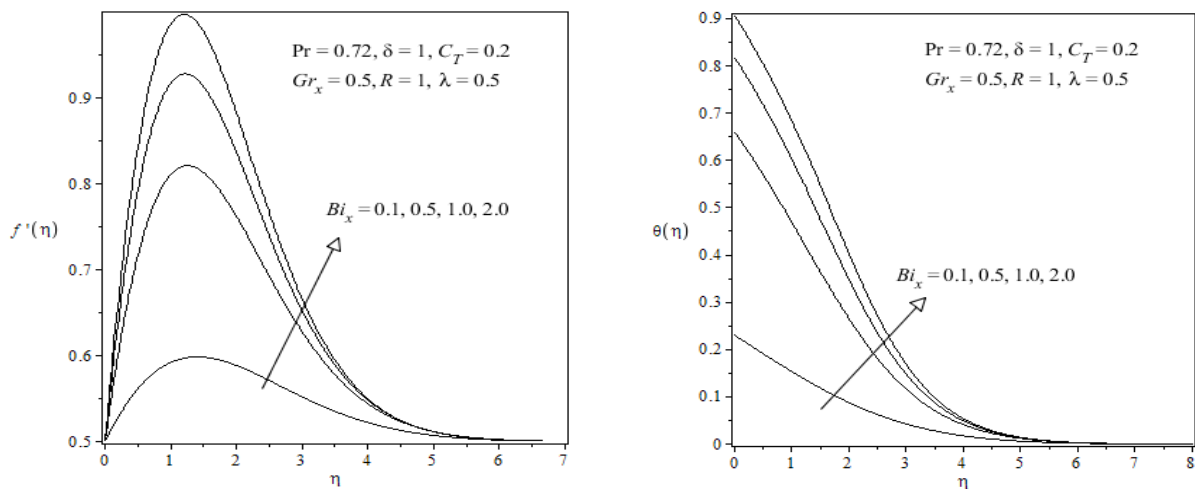 Pr = 0.72, δ = 1, C_T = 0.2
Gr_x = 0.5, R = 1, λ = 0.5
0.9
0.8
Bi_x = 0.1, 0.5, 1.0, 2.0
f '(η)
0.7
0.6
0.5
0 1 2 3 4 5 6 7
η
0.9
Pr = 0.72, δ = 1, C_T = 0.2
0.8
Gr_x = 0.5, R = 1, λ = 0.5
0.7
0.6
0.5
θ(η)
0.4
Bi_x = 0.1, 0.5, 1.0, 2.0
0.3
0.2
0.1
0
0 1 2 3 4 5 6 7 8
η